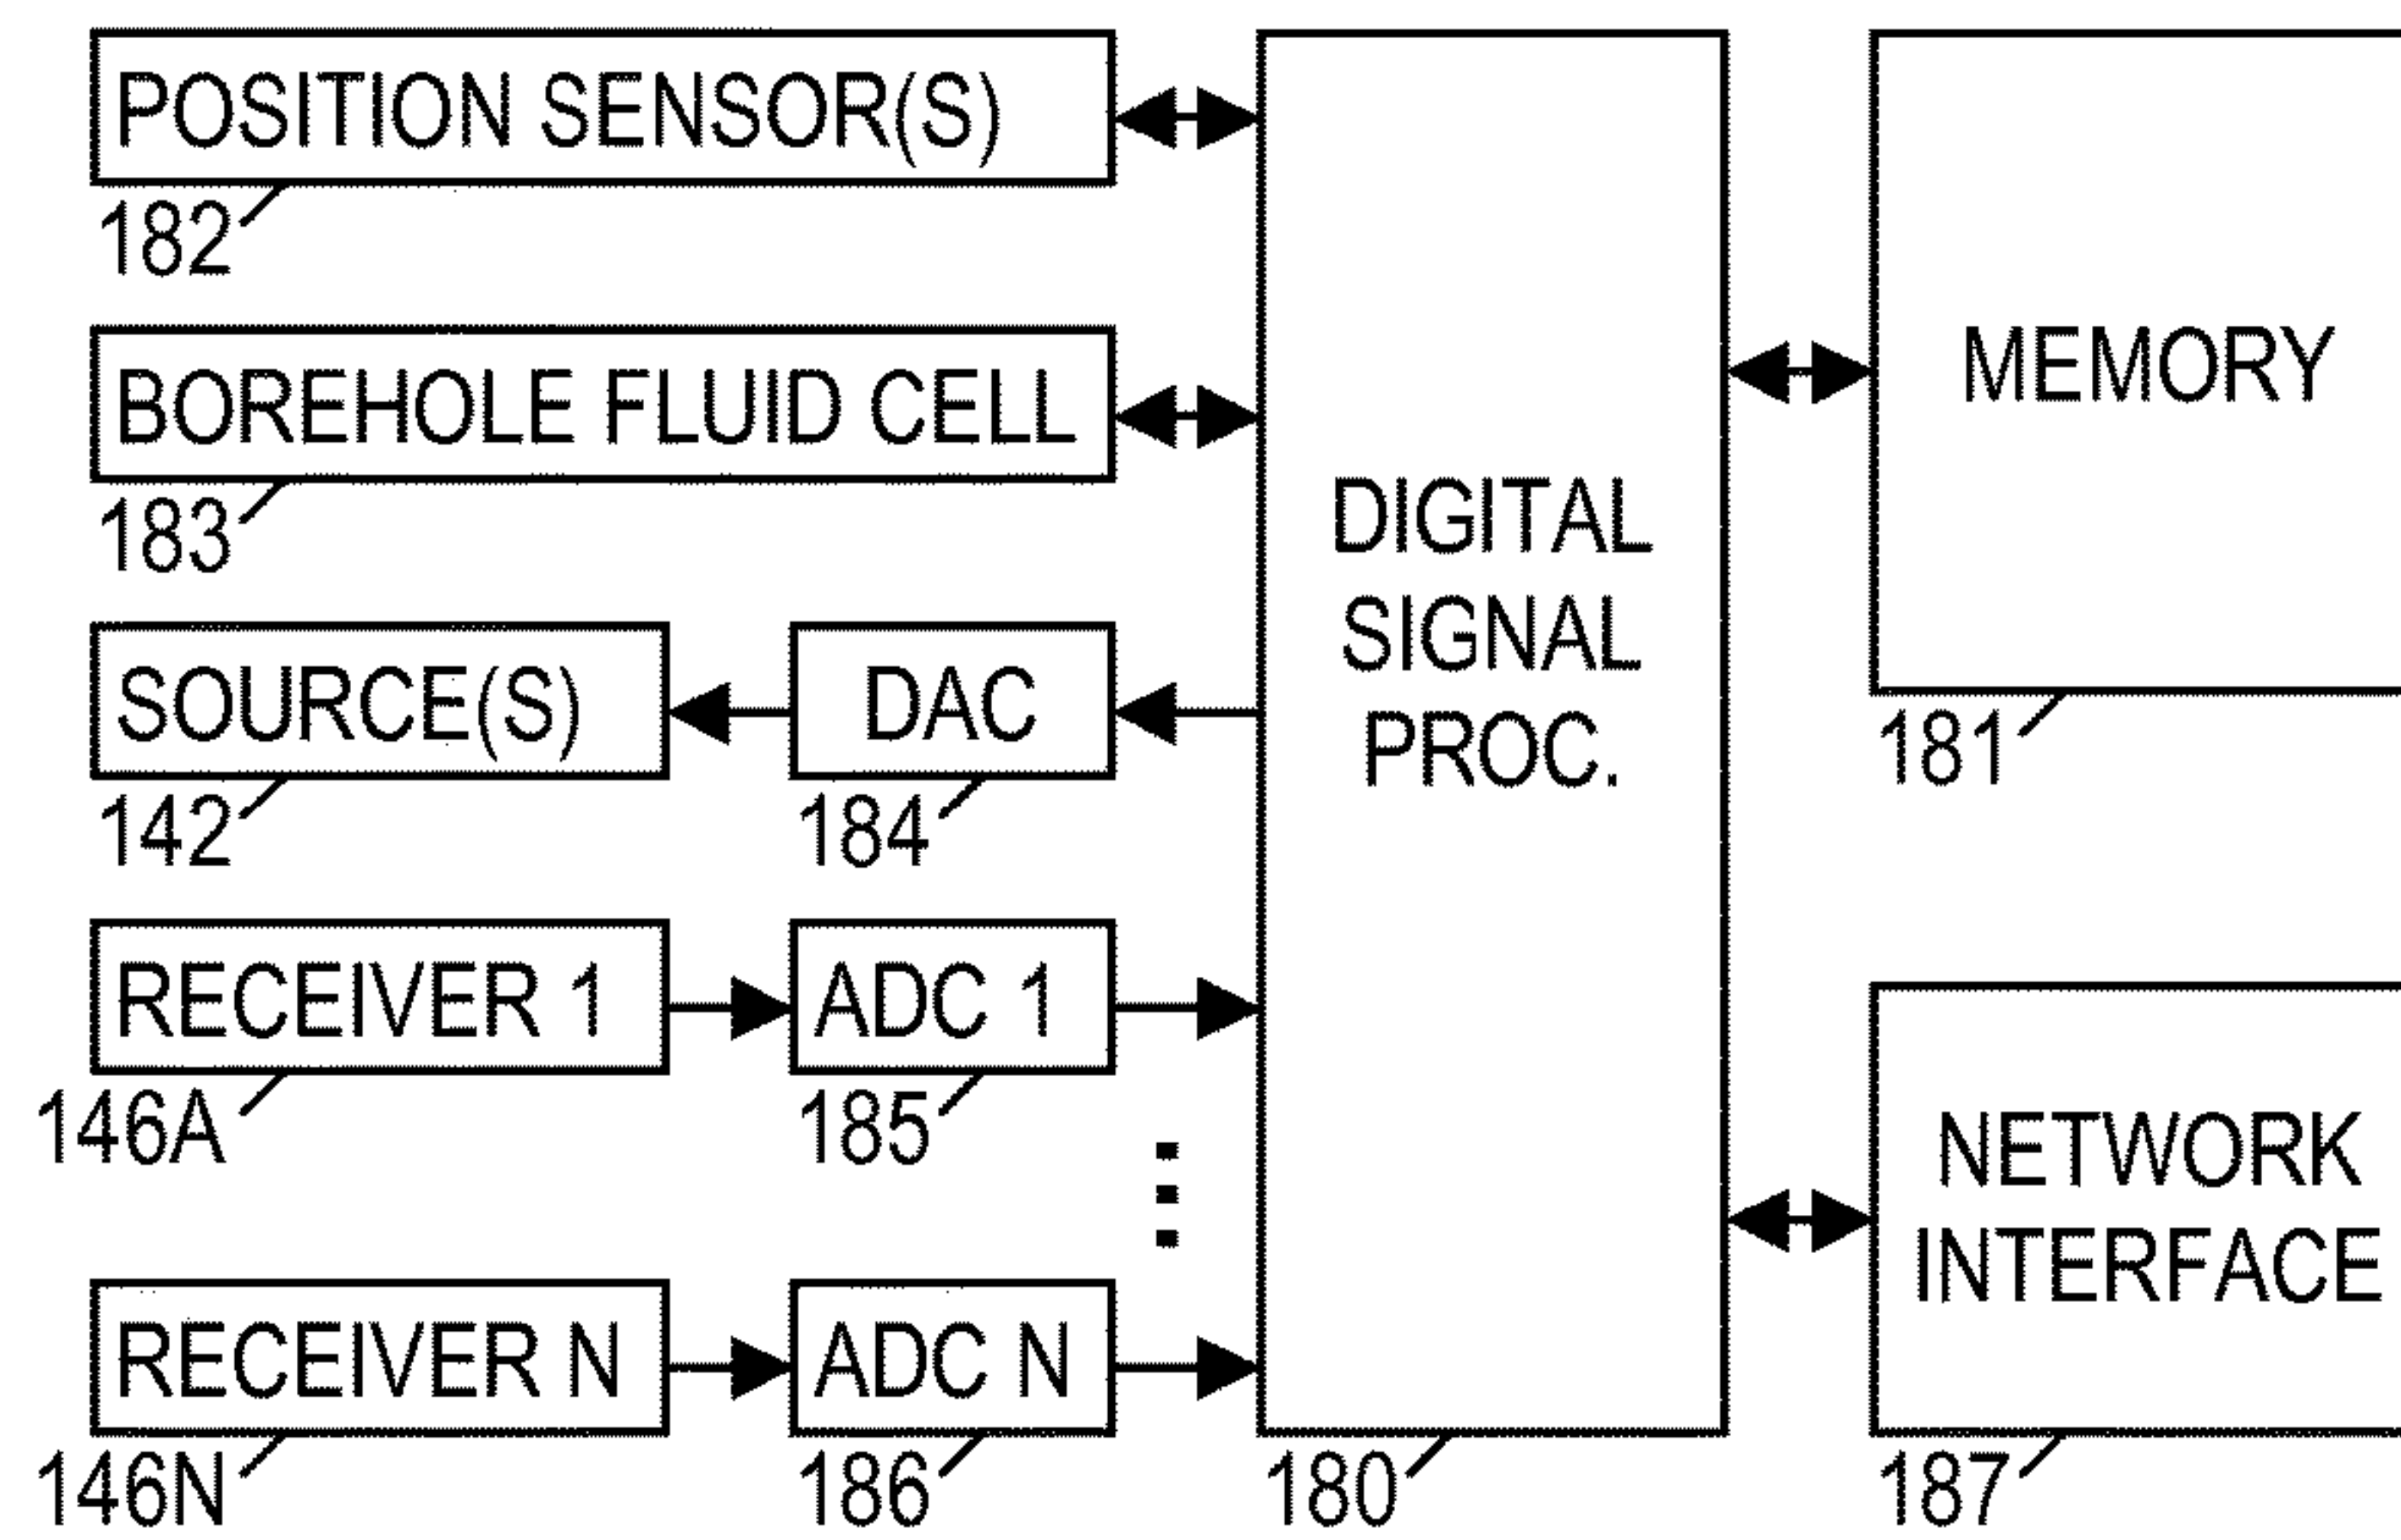 POSITION SENSOR(S)
182
BOREHOLE FLUID CELL
183
SOURCE(S)
142
DAC
184
RECEIVER 1
146A
ADC 1
185
RECEIVER N
146N
ADC N
186
DIGITAL
SIGNAL
PROC.
180
MEMORY
181
NETWORK
INTERFACE
187